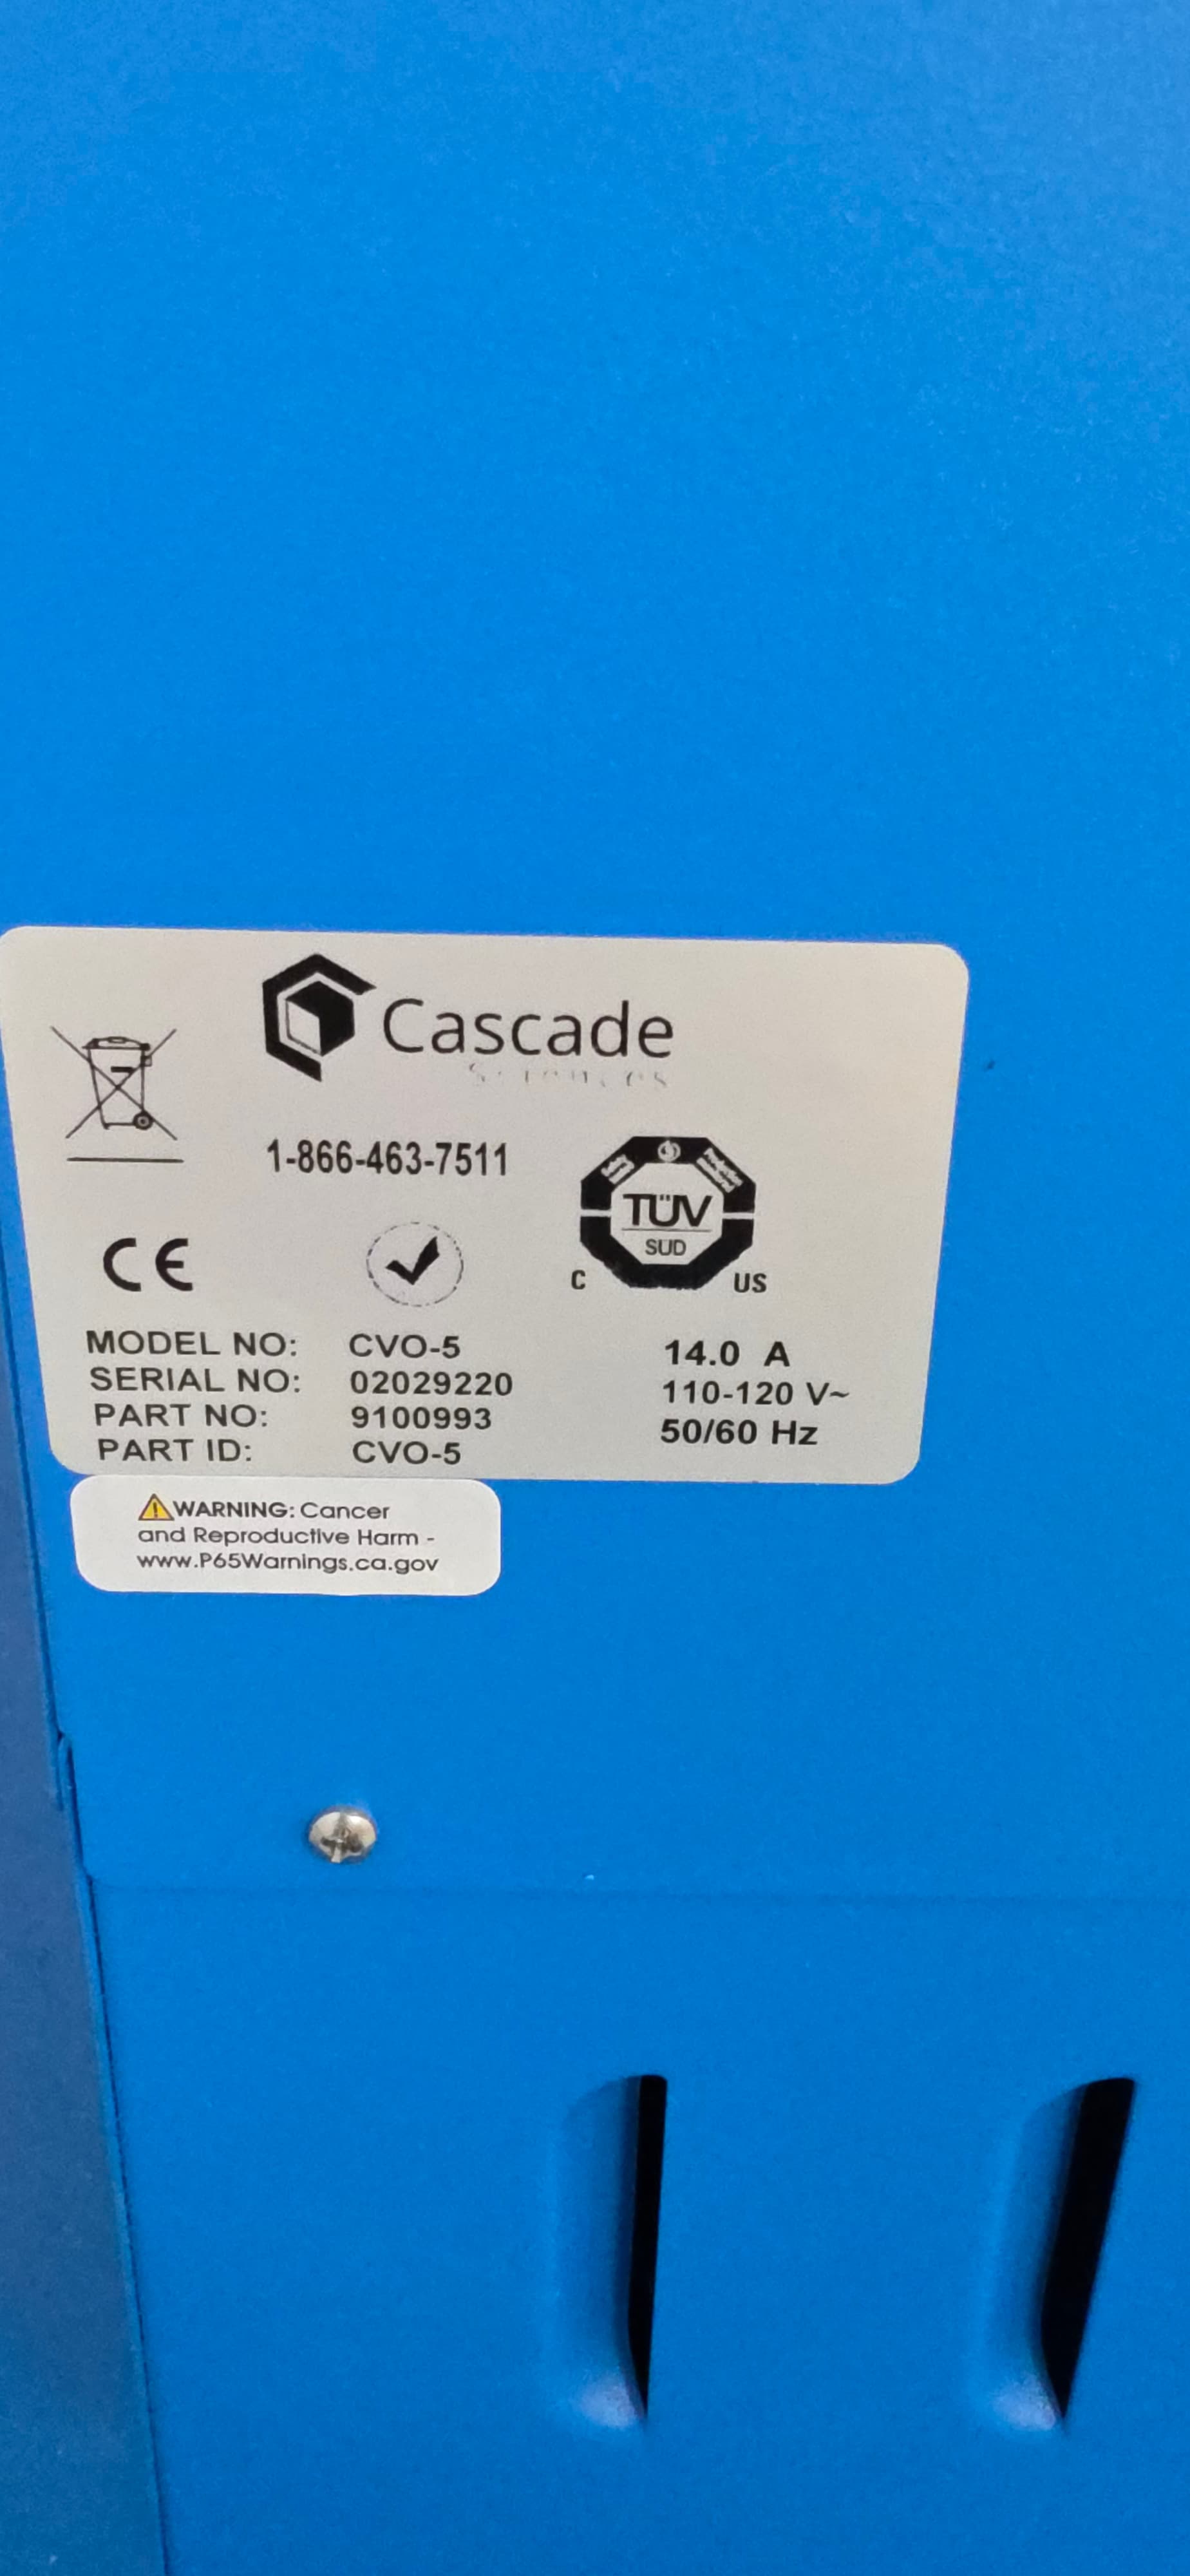 Cascade
Sciences
1-866-463-7511
TÜV
SÜD
C US
CE
MODEL NO: CVO-5 14.0 A
SERIAL NO: 02029220 110-120 V~
PART NO: 9100993 50/60 Hz
PART ID: CVO-5
⚠WARNING: Cancer
and Reproductive Harm -
www.P65Warnings.ca.gov